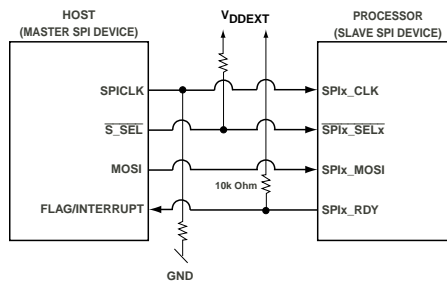 HOST
(MASTER SPI DEVICE)
VDDEXT
PROCESSOR
(SLAVE SPI DEVICE)
SPICLK
SPIx_CLK
S_SEL
SPIx_SELx
MOSI
SPIx_MOSI
10k Ohm
FLAG/INTERRUPT
SPIx_RDY
GND